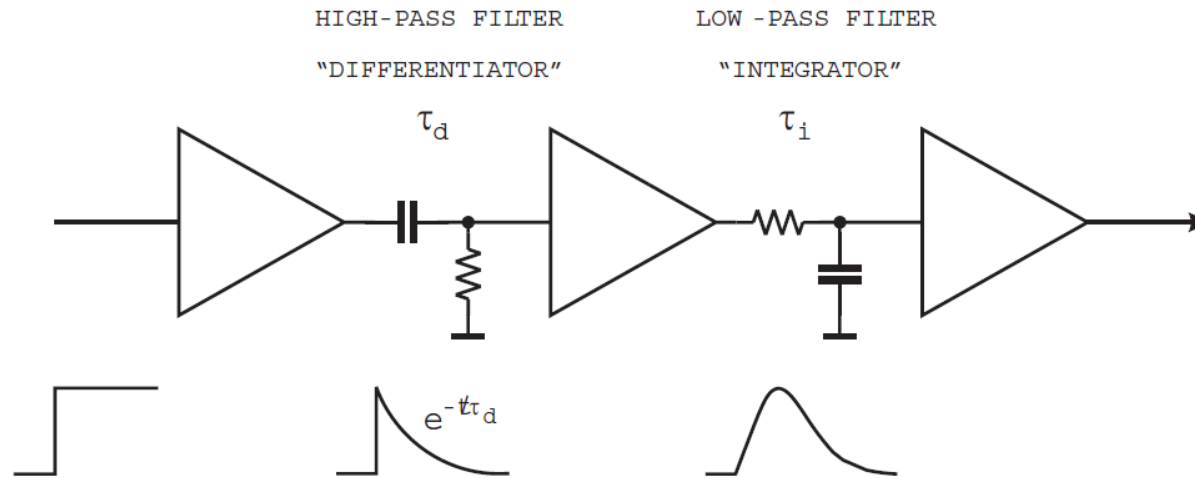 HIGH-PASS FILTER
LOW -PASS FILTER
“DIFFERENTIATOR”
“INTEGRATOR”
τd
τi
e-t/τd